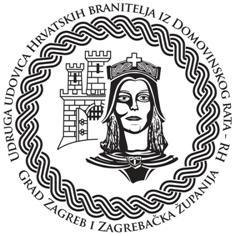 UDRUGA UDOVICA HRVATSKIH BRANITELJA IZ DOMOVINSKOG RATA - RH
GRAD ZAGREB I ZAGREBAČKA ŽUPANIJA